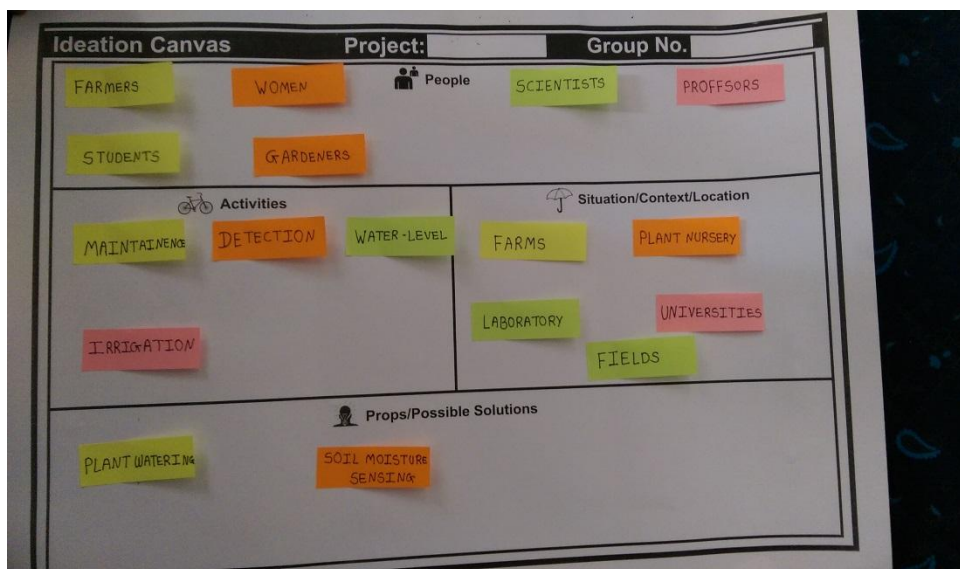 Ideation Canvas Project: Group No.
People
FARMERS WOMEN SCIENTISTS PROFFSORS
STUDENTS GARDENERS
Activities
MAINTAINENCE DETECTION WATER-LEVEL
IRRIGATION
Situation/Context/Location
FARMS PLANT NURSERY
LABORATORY UNIVERSITIES
FIELDS
Props/Possible Solutions
PLANT WATERING SOIL MOISTURE
SENSING